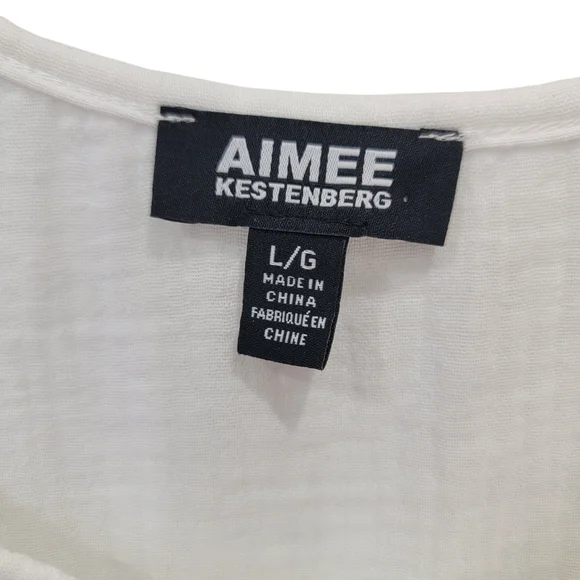 AIMEE
KESTENBERG
L/G
MADE IN
CHINA
FABRIQUÉ EN
CHINE